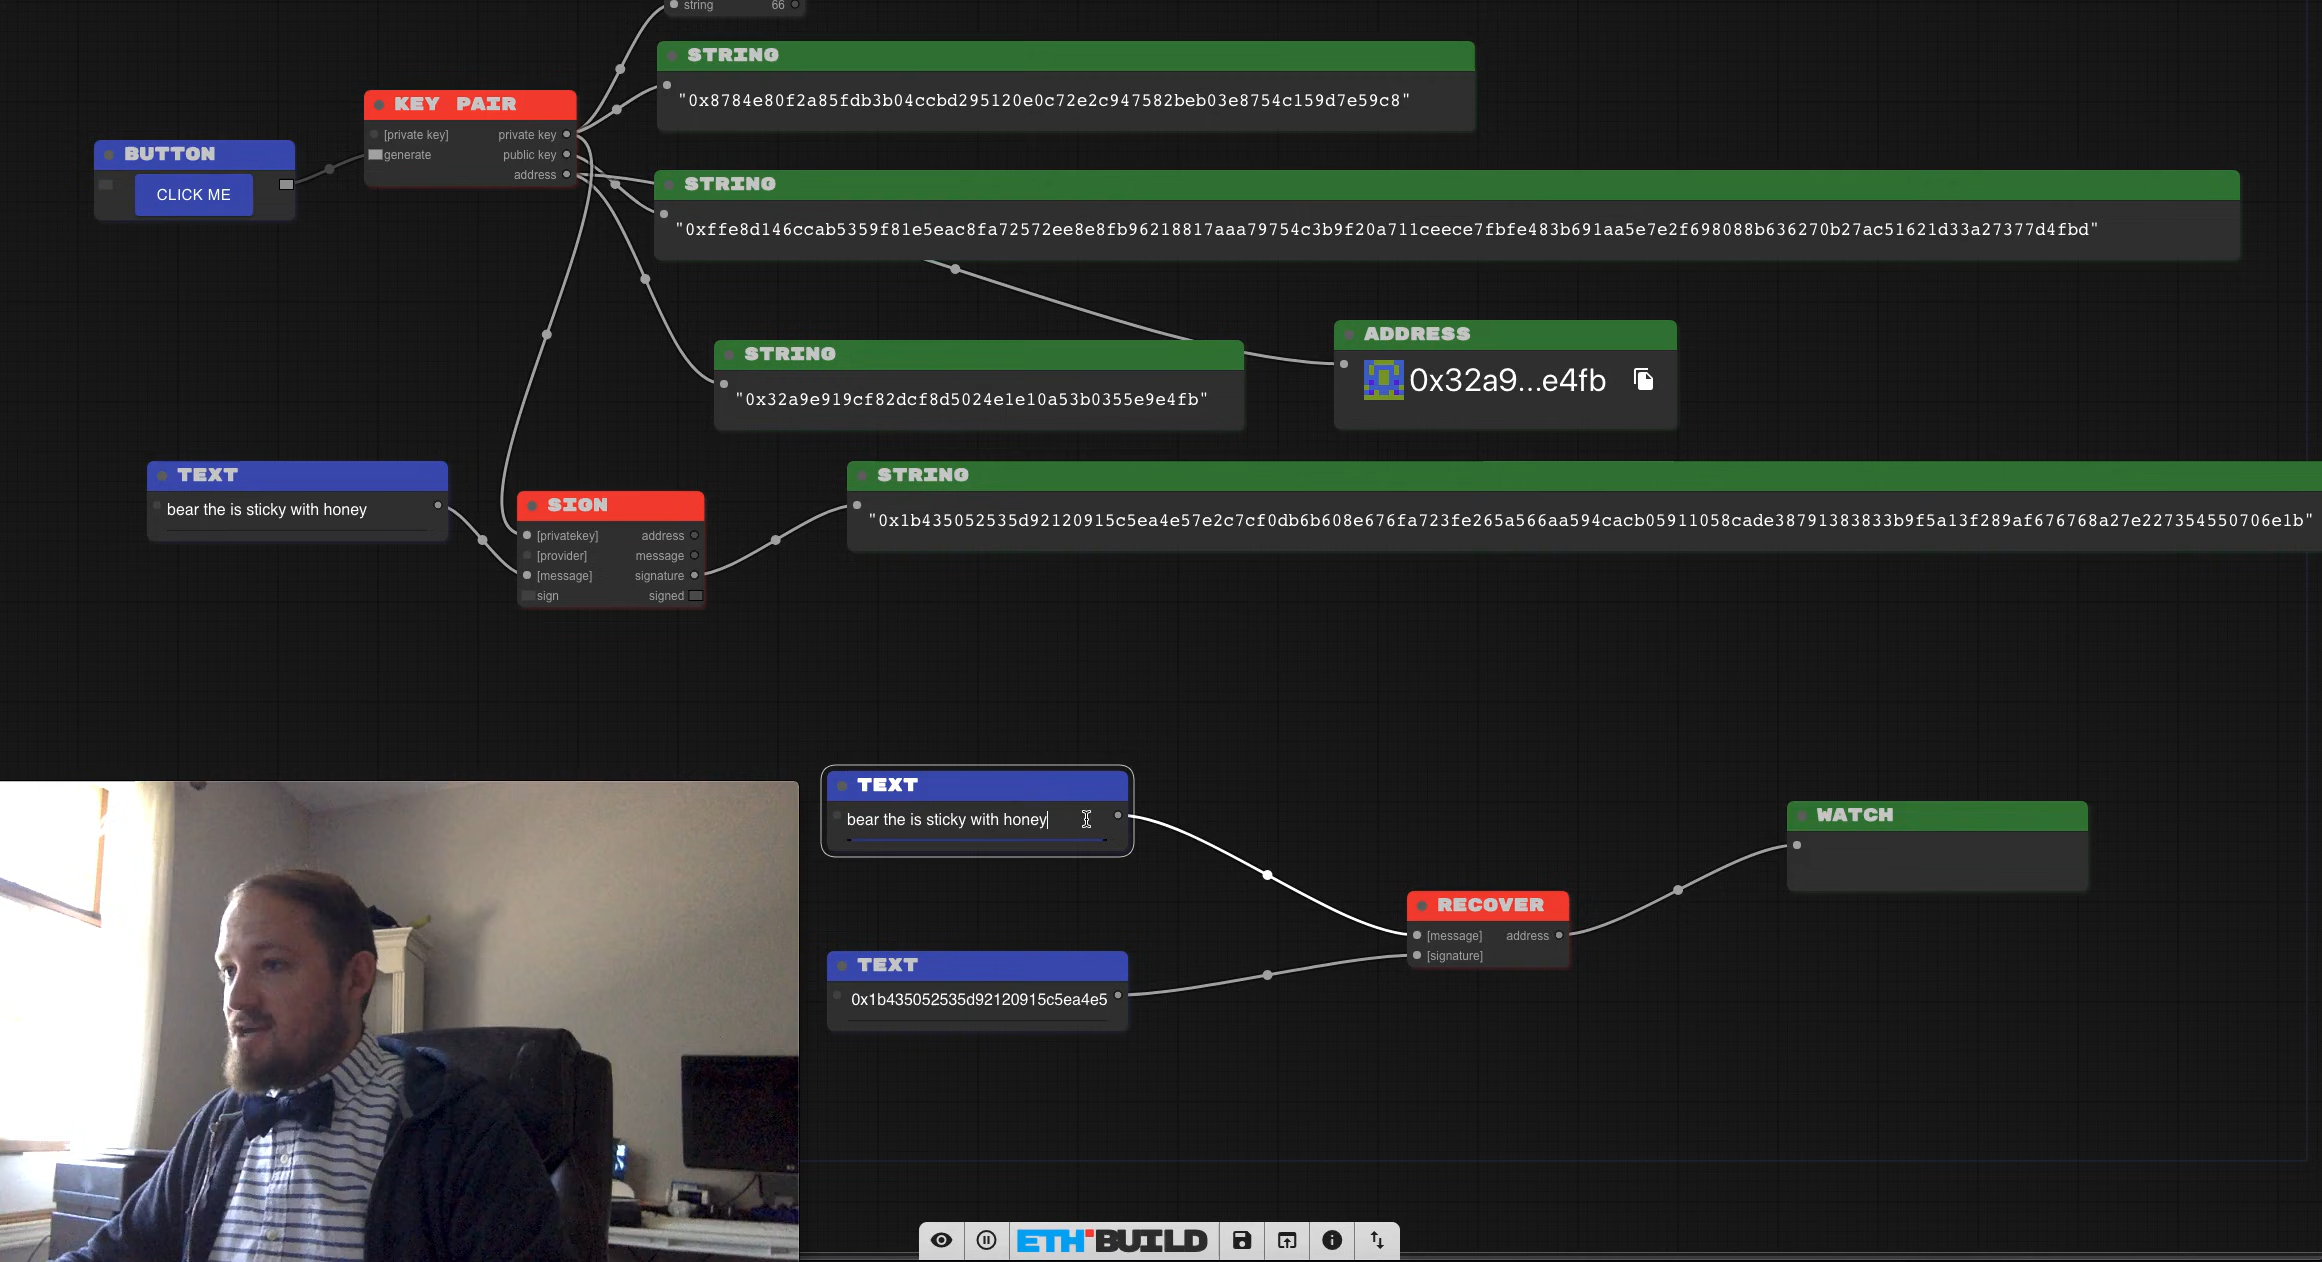 string 66
STRING
"0x8784e80f2a85fdb3b04ccbd295120e0c72e2c947582beb03e8754c159d7e59c8"
KEY PAIR
[private key] private key
generate public key
address
BUTTON
CLICK ME
STRING
"0xffe8d146ccab5359f81e5eac8fa72572ee8e8fb96218817aaa79754c3b9f20a711ceece7fbfe483b691aa5e7e2f698088b636270b27ac51621d33a27377d4fbd"
ADDRESS
0x32a9...e4fb
STRING
"0x32a9e919cf82dcf8d5024e1e10a53b0355e9e4fb"
TEXT
bear the is sticky with honey
SIGN
[privatekey] address
[provider] message
[message] signature
sign signed
STRING
"0x1b435052535d92120915c5ea4e57e2c7cf0db6b608e676fa723fe265a566aa594cacb05911058cade38791383833b9f5a13f289af676768a27e227354550706e1b"
TEXT
bear the is sticky with honey
WATCH
RECOVER
[message] address
[signature]
TEXT
0x1b435052535d92120915c5ea4e5
ETH.BUILD